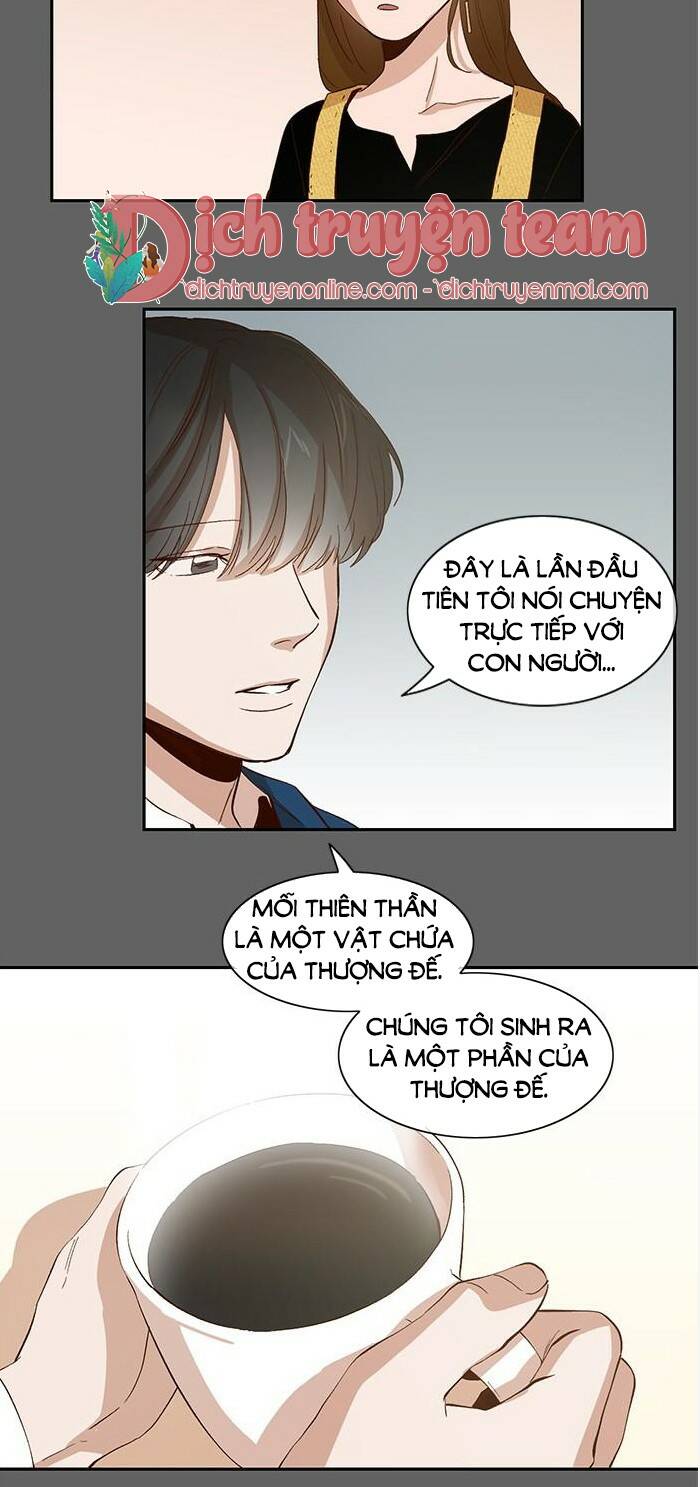 Dịch truyện team
dichtruyenonline.com - dichtruyenmoi.com
ĐÂY LÀ LẦN ĐẦU
TIÊN TÔI NÓI CHUYỆN
TRỰC TIẾP VỚI
CON NGƯỜI...
MỐI THIÊN THẦN
LÀ MỘT VẬT CHỨA
CỦA THƯỢNG ĐẾ.
CHÚNG TÔI SINH RA
LÀ MỘT PHẦN CỦA
THƯỢNG ĐẾ.